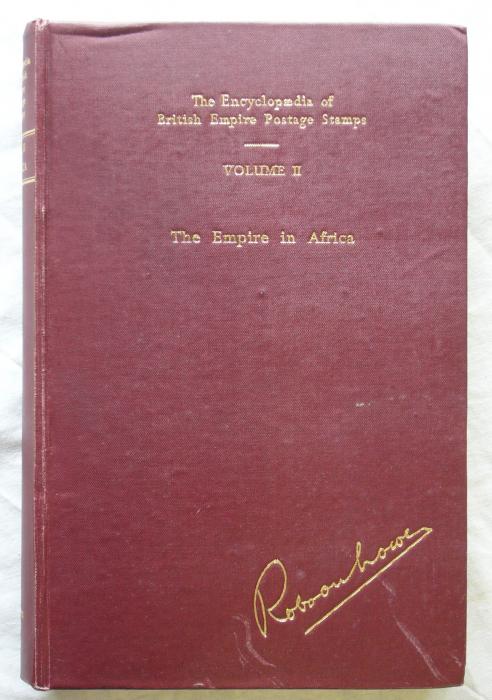 The Encyclopædia of
British Empire Postage Stamps
VOLUME II
The Empire in Africa
Robson Lowe